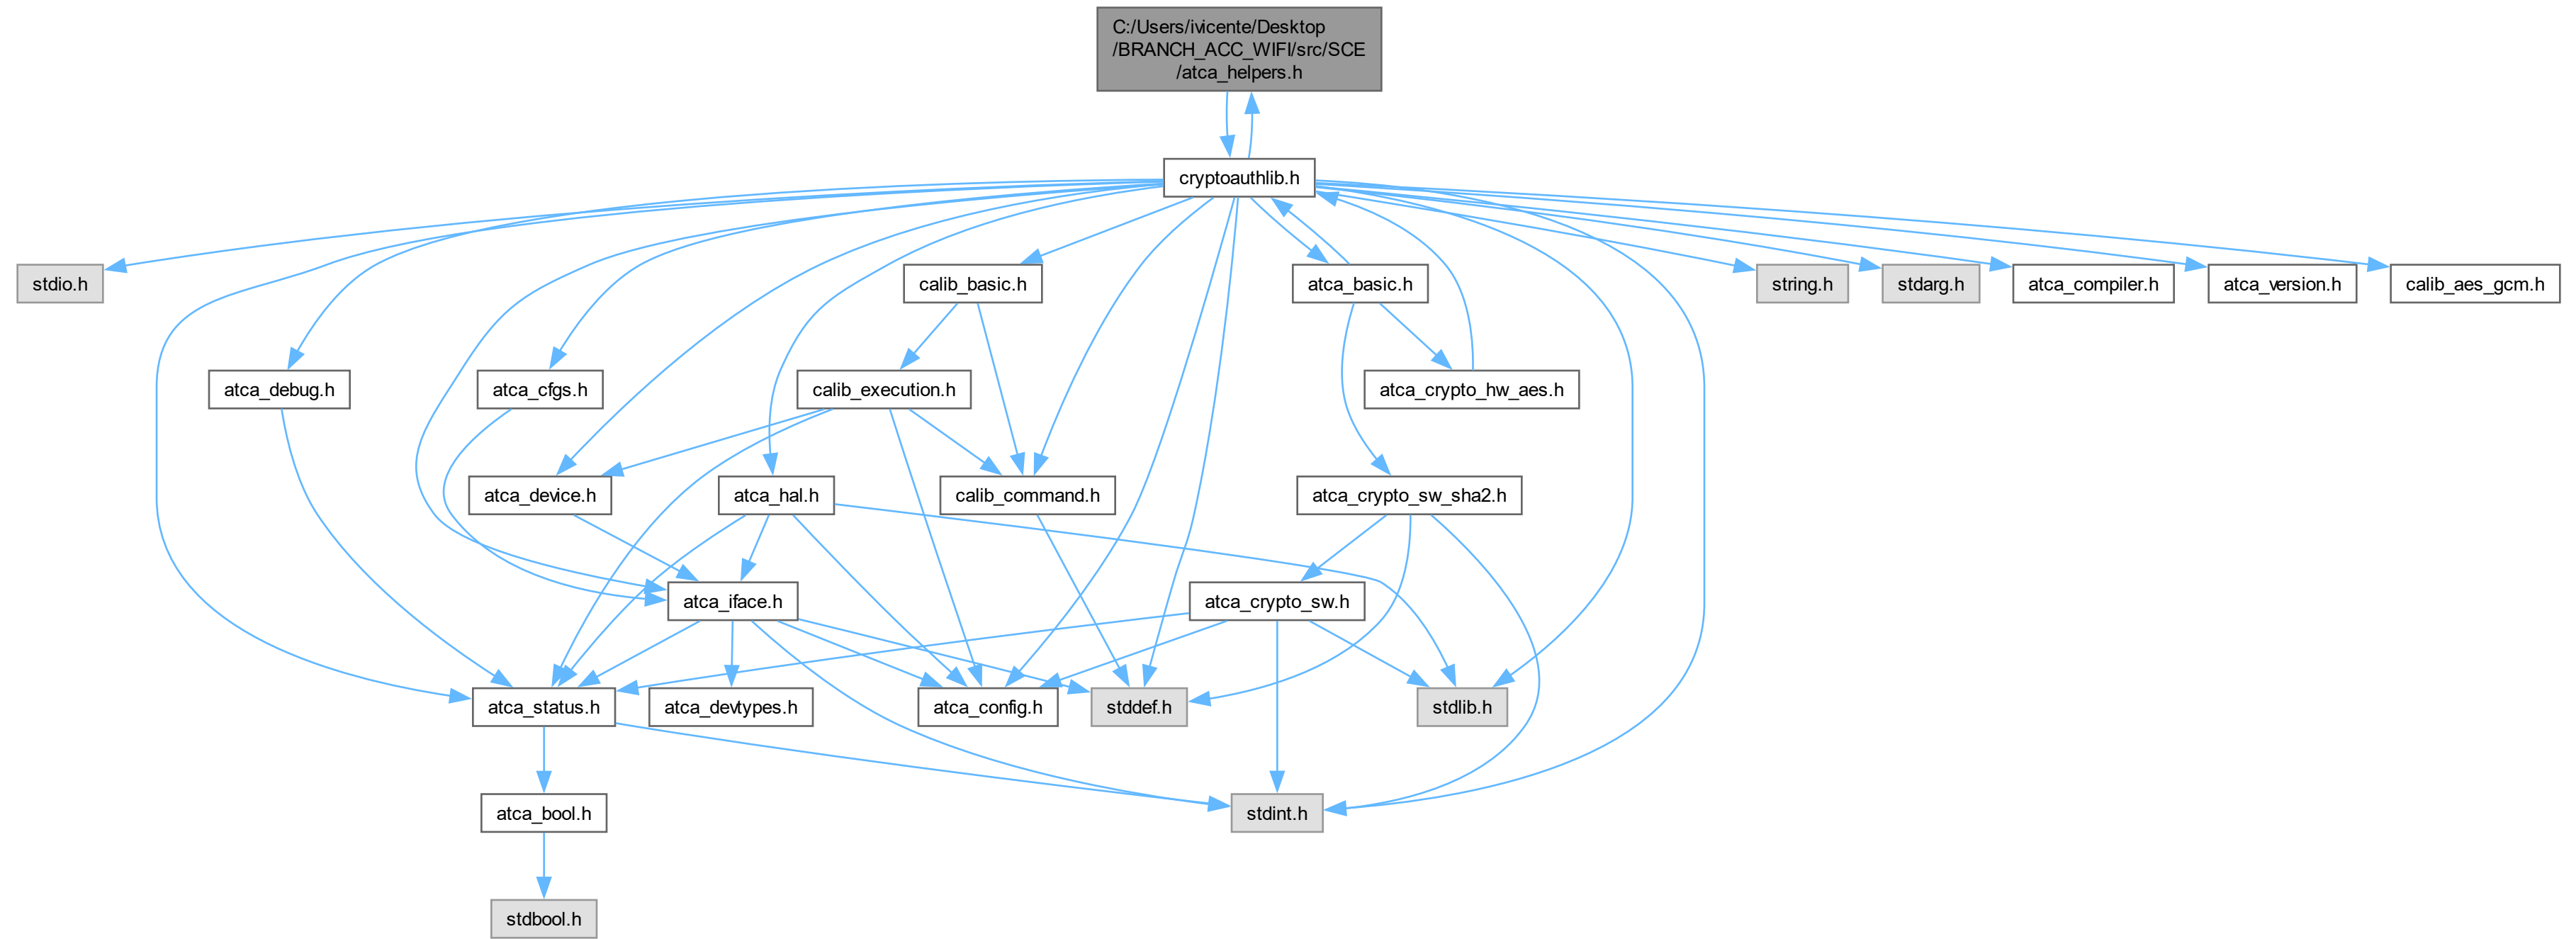 C:/Users/ivicente/Desktop
/BRANCH_ACC_WIFI/src/SCE
/atca_helpers.h
cryptoauthlib.h
stdio.h
calib_basic.h
atca_basic.h
string.h
stdarg.h
atca_compiler.h
atca_version.h
calib_aes_gcm.h
atca_debug.h
atca_cfgs.h
calib_execution.h
atca_crypto_hw_aes.h
atca_device.h
atca_hal.h
calib_command.h
atca_crypto_sw_sha2.h
atca_iface.h
atca_crypto_sw.h
atca_status.h
atca_devtypes.h
atca_config.h
stddef.h
stdlib.h
atca_bool.h
stdint.h
stdbool.h